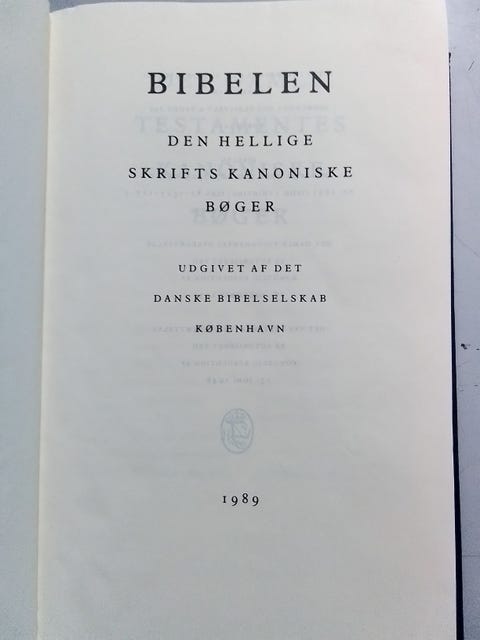 BIBELEN
DEN HELLIGE
SKRIFTS KANONISKE
BØGER
UDGIVET AF DET
DANSKE BIBELSELSKAB
KØBENHAVN
1989